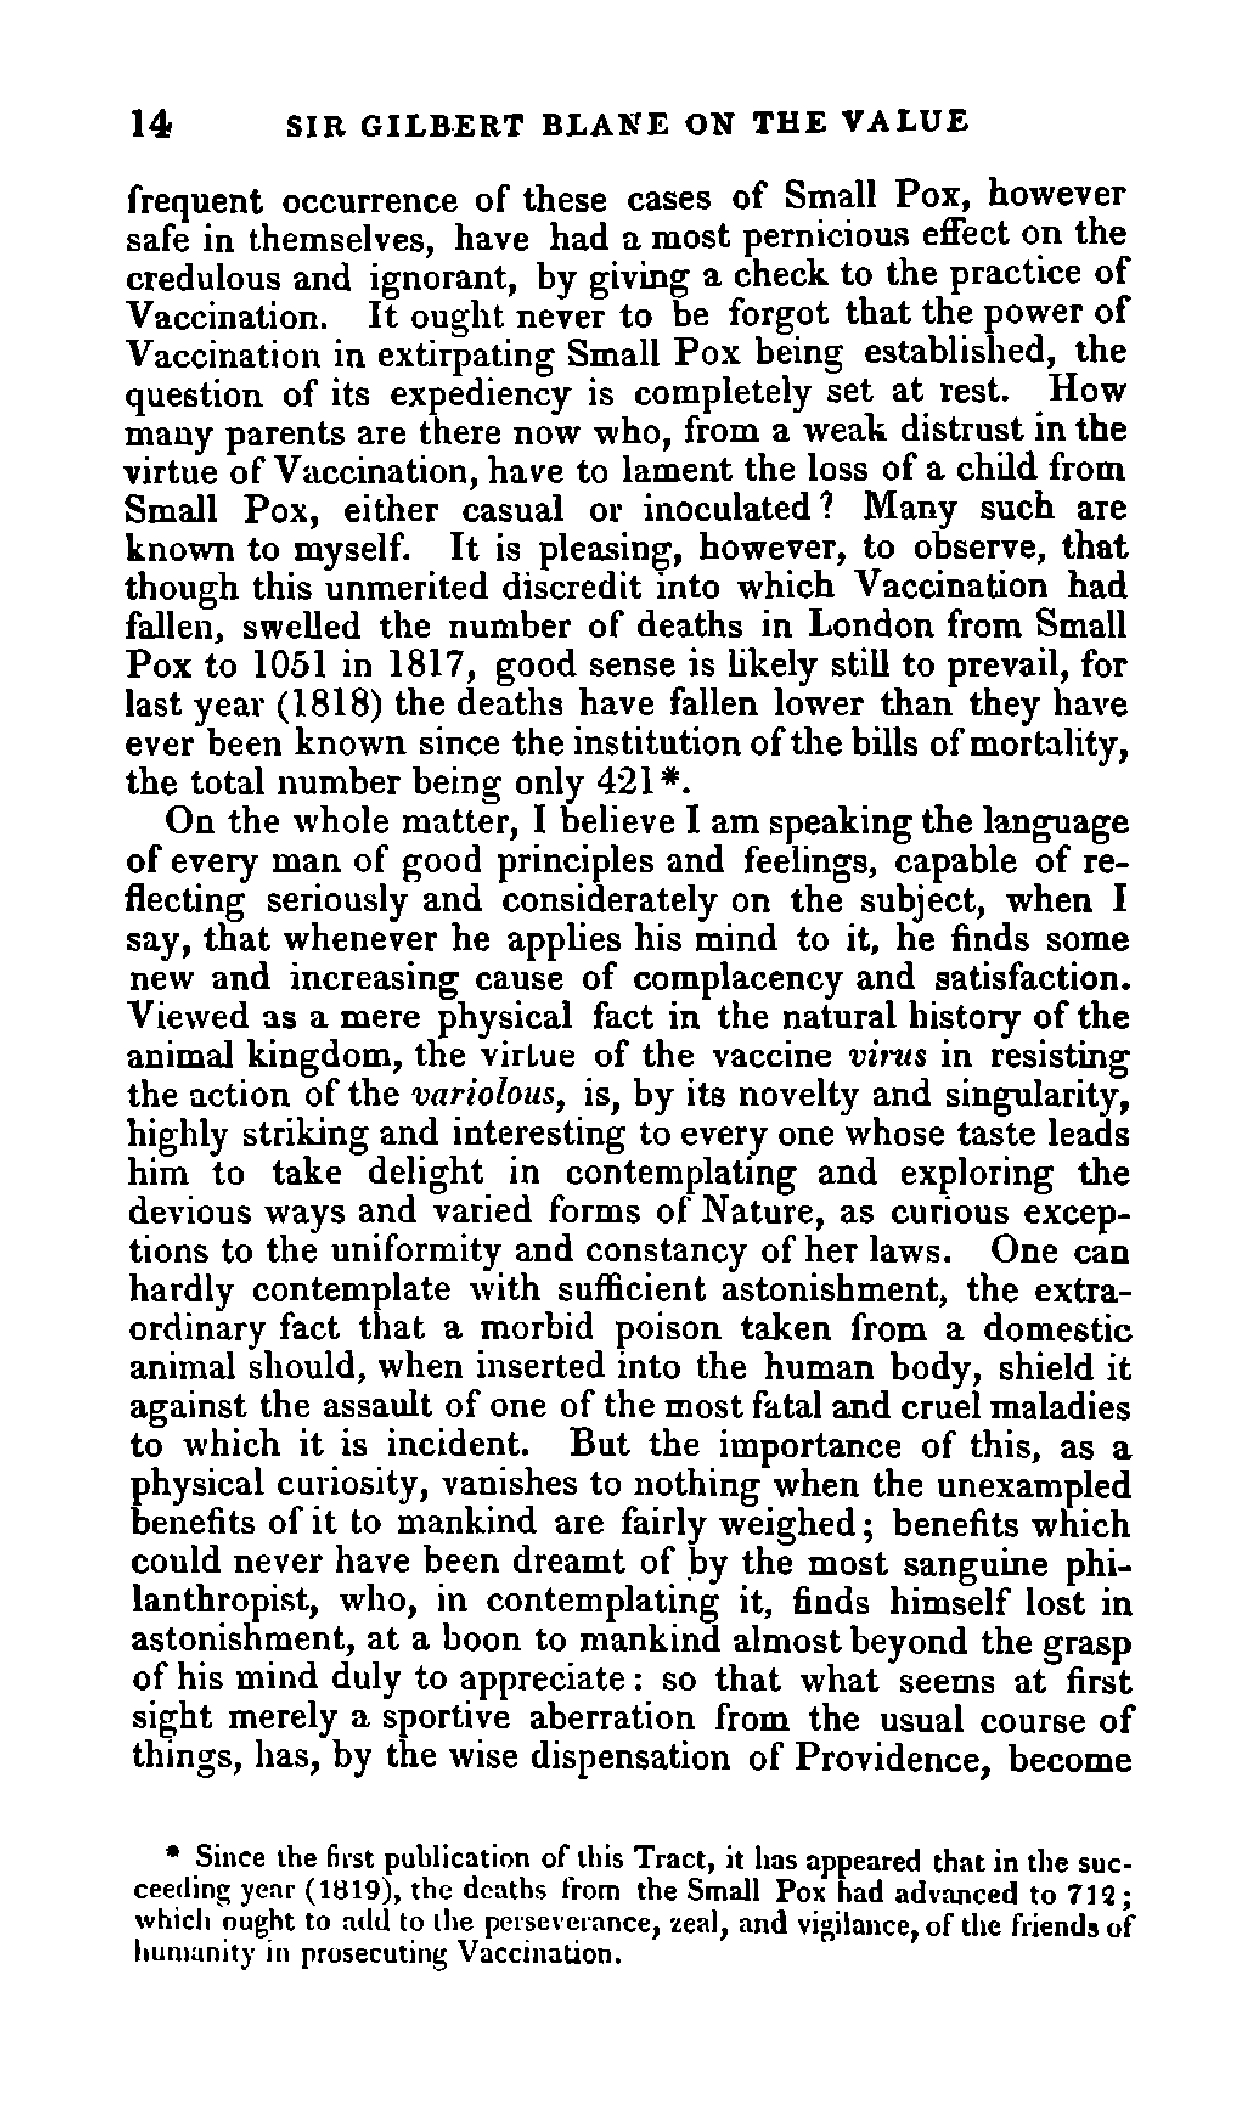 14 SIR GILBERT BLANE ON THE VALUE
frequent occurrence of these cases of Small Pox, however
safe in themselves, have had a most pernicious effect on the
credulous and ignorant, by giving a check to the practice of
Vaccination. It ought never to be forgot that the power of
Vaccination in extirpating Small Pox being established, the
question of its expediency is completely set at rest. How
many parents are there now who, from a weak distrust in the
virtue of Vaccination, have to lament the loss of a child from
Small Pox, either casual or inoculated? Many such are
known to myself. It is pleasing, however, to observe, that
though this unmerited discredit into which Vaccination had
fallen, swelled the number of deaths in London from Small
Pox to 1051 in 1817, good sense is likely still to prevail, for
last year (1818) the deaths have fallen lower than they have
ever been known since the institution of the bills of mortality,
the total number being only 421*.
On the whole matter, I believe I am speaking the language
of every man of good principles and feelings, capable of re-
flecting seriously and considerately on the subject, when I
say, that whenever he applies his mind to it, he finds some
new and increasing cause of complacency and satisfaction.
Viewed as a mere physical fact in the natural history of the
animal kingdom, the virtue of the vaccine virus in resisting
the action of the variolous, is, by its novelty and singularity,
highly striking and interesting to every one whose taste leads
him to take delight in contemplating and exploring the
devious ways and varied forms of Nature, as curious excep-
tions to the uniformity and constancy of her laws. One can
hardly contemplate with sufficient astonishment, the extra-
ordinary fact that a morbid poison taken from a domestic
animal should, when inserted into the human body, shield it
against the assault of one of the most fatal and cruel maladies
to which it is incident. But the importance of this, as a
physical curiosity, vanishes to nothing when the unexampled
benefits of it to mankind are fairly weighed; benefits which
could never have been dreamt of by the most sanguine phi-
lanthropist, who, in contemplating it, finds himself lost in
astonishment, at a boon to mankind almost beyond the grasp
of his mind duly to appreciate: so that what seems at first
sight merely a sportive aberration from the usual course of
things, has, by the wise dispensation of Providence, become
* Since the first publication of this Tract, it has appeared that in the suc-
ceeding year (1819), the deaths from the Small Pox had advanced to 712;
which ought to add to the perseverance, zeal, and vigilance, of the friends of
humanity in prosecuting Vaccination.